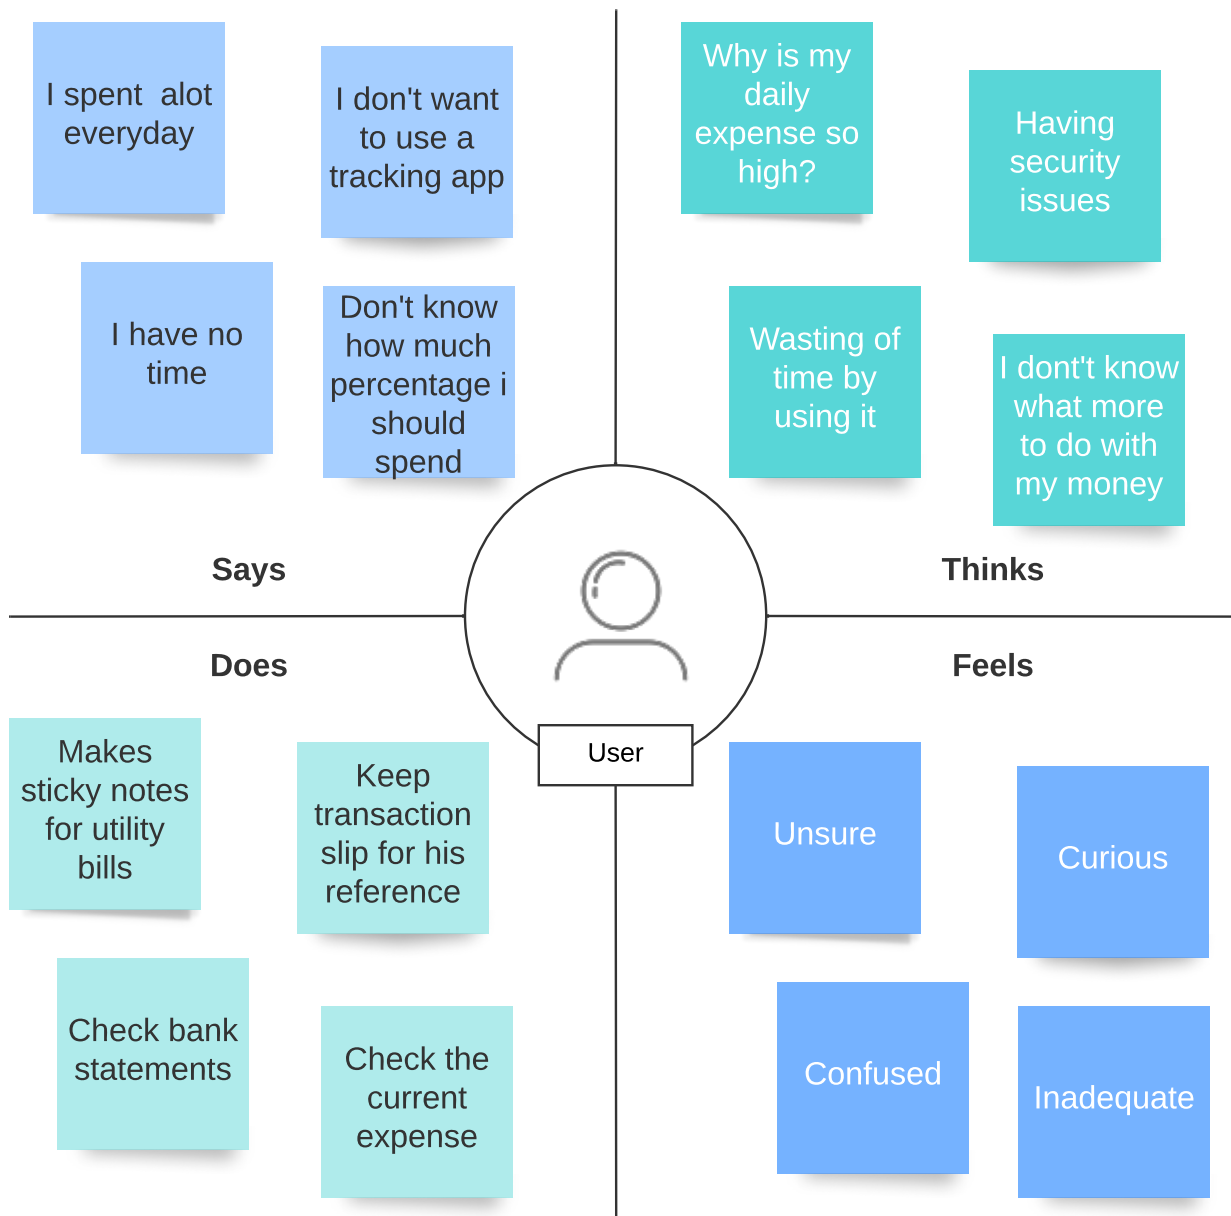 I spent  alot
everyday
I don't want
to use a
tracking app
I have no
time
Don't know
how much
percentage i
should
spend
Says
Why is my
daily
expense so
high?
Having
security
issues
Wasting of
time by
using it
I dont't know
what more
to do with
my money
Thinks
User
Does
Makes
sticky notes
for utility
bills
Keep
transaction
slip for his
reference
Check bank
statements
Check the
current
expense
Feels
Unsure
Curious
Confused
Inadequate